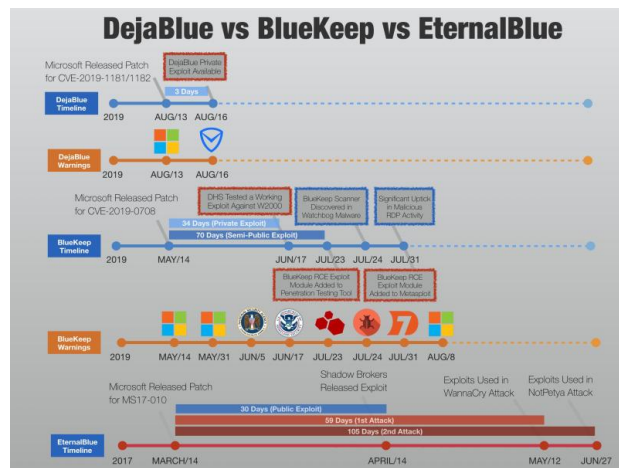 DejaBlue vs BlueKeep vs EternalBlue
Microsoft Released Patch
for CVE-2019-1181/1182
DejaBlue Private
Exploit Available
3 Days
DejaBlue
Timeline
2019
AUG/13
AUG/16
DejaBlue
Warnings
2019
AUG/13
AUG/16
Microsoft Released Patch
for CVE-2019-0708
DHS Tested a Working
Exploit Against W2000
BlueKeep Scanner
Discovered in
Watchbog Malware
Significant Uptick
in Malicious
RDP Activity
34 Days (Private Exploit)
70 Days (Semi-Public Exploit)
BlueKeep
Timeline
2019
MAY/14
JUN/17
JUL/23
JUL/24
JUL/31
BlueKeep RCE Exploit
Module Added to
Penetration Testing Tool
BlueKeep RCE
Exploit Module
Added to Metasploit
BlueKeep
Warnings
2019
MAY/14
MAY/31
JUN/5
JUN/17
JUL/23
JUL/24
JUL/31
AUG/8
Microsoft Released Patch
for MS17-010
Shadow Brokers
Released Exploit
Exploits Used in
WannaCry Attack
Exploits Used in
NotPetya Attack
30 Days (Public Exploit)
59 Days (1st Attack)
105 Days (2nd Attack)
EternalBlue
Timeline
2017
MARCH/14
APRIL/14
MAY/12
JUN/27